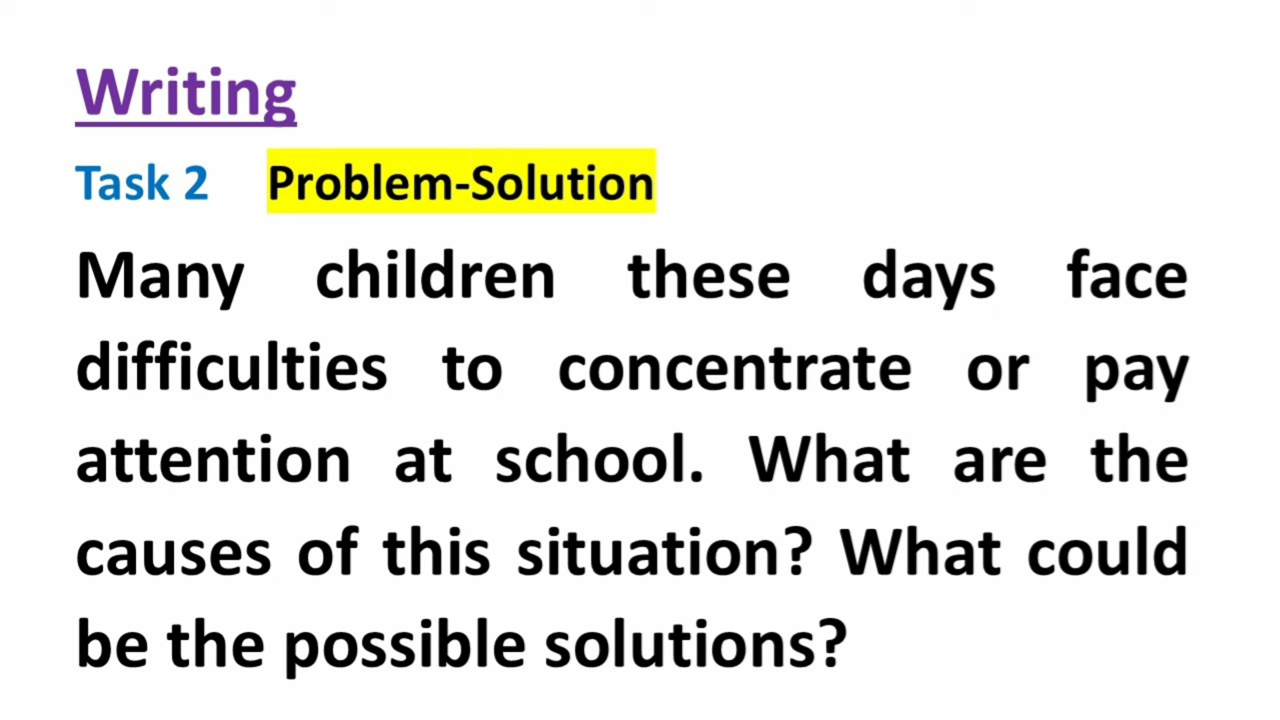 Writing
Task 2 Problem-Solution
Many children these days face
difficulties to concentrate or pay
attention at school. What are the
causes of this situation? What could
be the possible solutions?